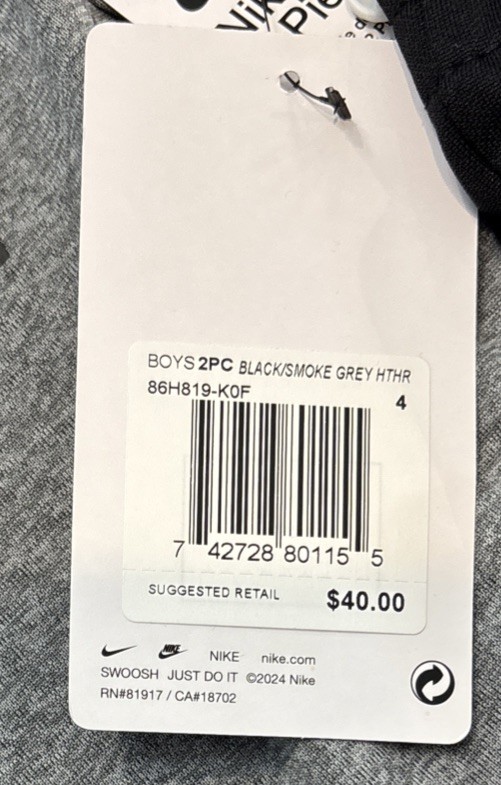 BOYS 2PC BLACK/SMOKE GREY HTHR
86H819-K0F
4
7 42728 80115 5
SUGGESTED RETAIL $40.00
NIKE NIKE nike.com
SWOOSH JUST DO IT ©2024 Nike
RN#81917 / CA#18702